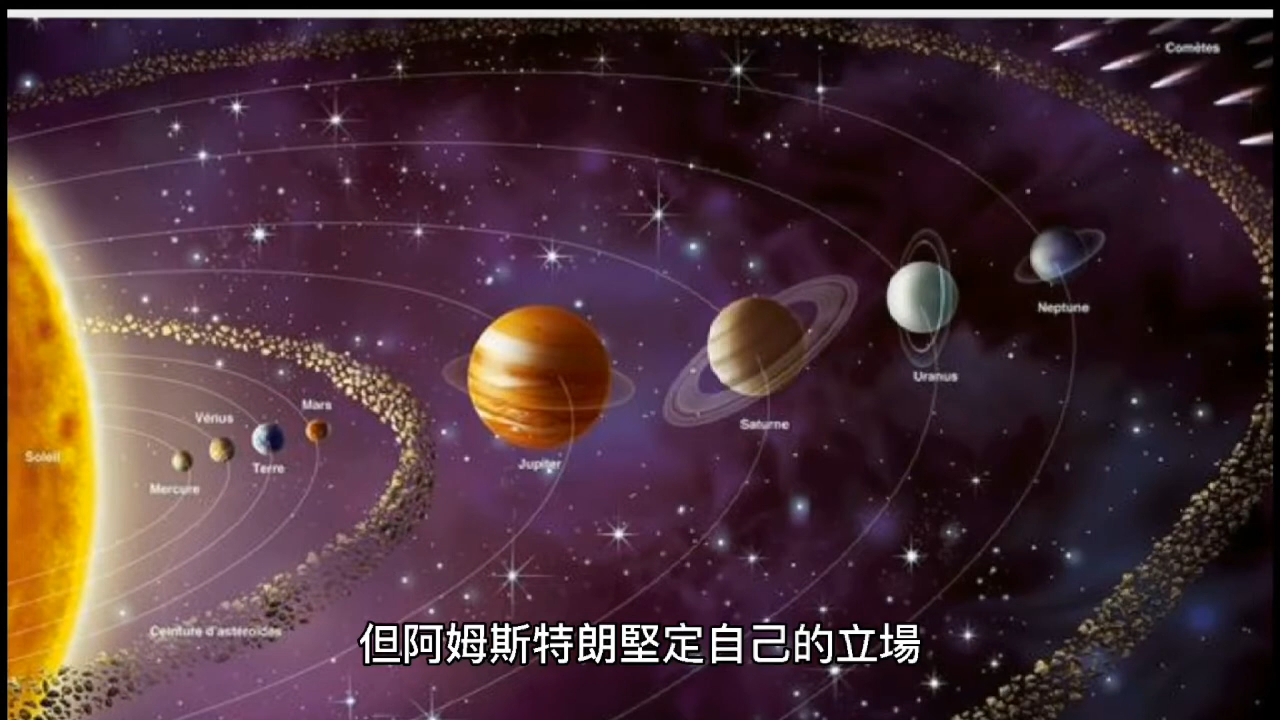 Comètes
Neptune
Uranus
Saturne
Jupiter
Mars
Vénus
Terre
Soleil
Mercure
Ceinture d'astéroïdes
但阿姆斯特朗堅定自己的立場